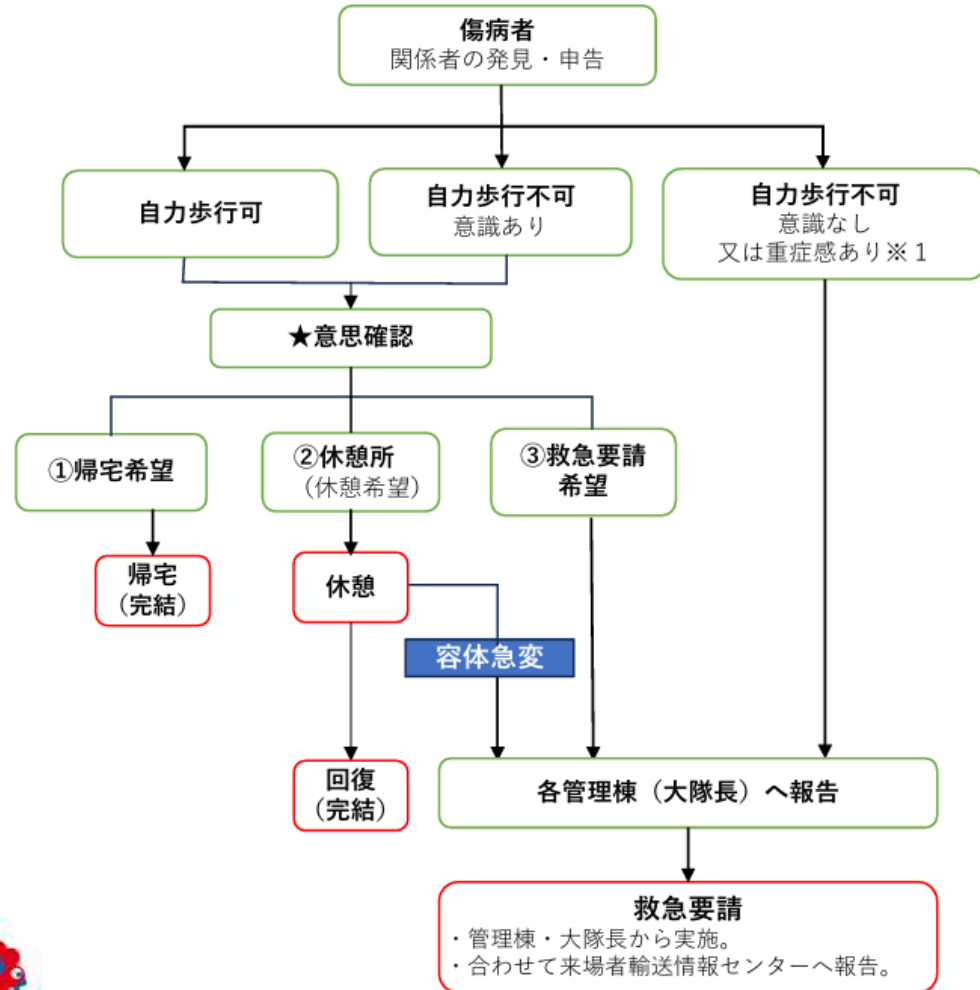 傷病者
関係者の発見・申告
自力歩行可
自力歩行不可
意識あり
自力歩行不可
意識なし
又は重症感あり※1
★意思確認
①帰宅希望
②休憩所
（休憩希望）
③救急要請
希望
帰宅
（完結）
休憩
容体急変
回復
（完結）
各管理棟（大隊長）へ報告
救急要請
・管理棟・大隊長から実施。
・合わせて来場者輸送情報センターへ報告。